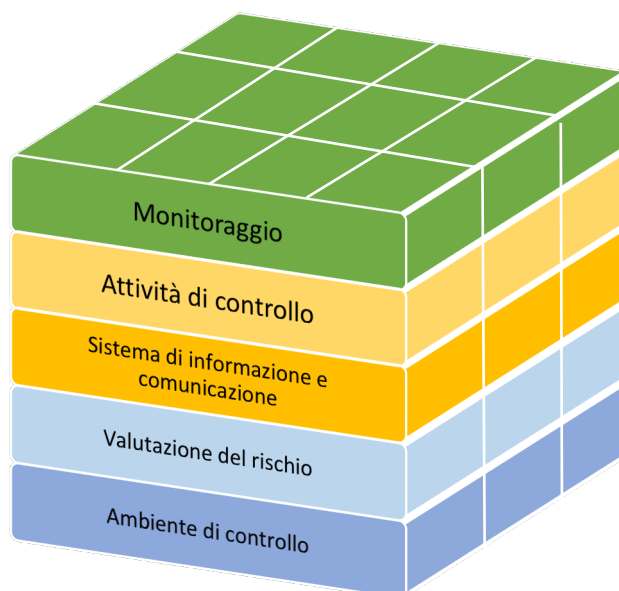 Monitoraggio
Attività di controllo
Sistema di informazione e
comunicazione
Valutazione del rischio
Ambiente di controllo